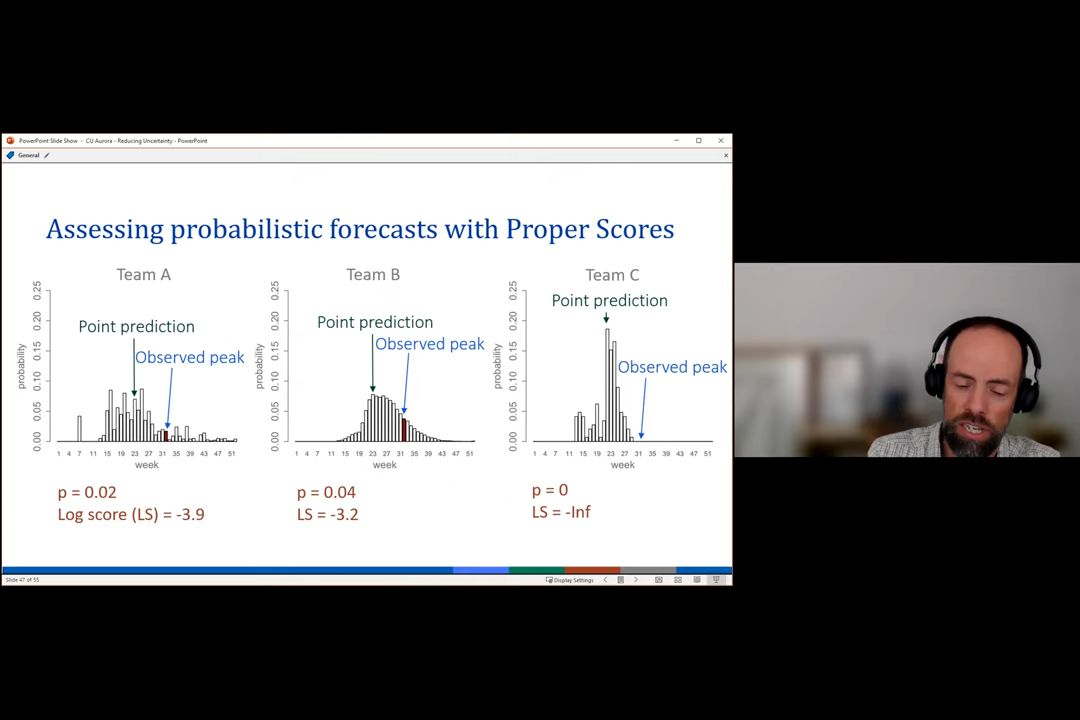 PowerPoint Slide Show - CU Aurora - Reducing Uncertainty - PowerPoint
General
Assessing probabilistic forecasts with Proper Scores
Team A
Point prediction
Observed peak
probability
0.00 0.05 0.10 0.15 0.20 0.25
1 4 7 11 15 19 23 27 31 35 39 43 47 51
week
p = 0.02
Log score (LS) = -3.9
Team B
Point prediction
Observed peak
probability
0.00 0.05 0.10 0.15 0.20 0.25
1 4 7 11 15 19 23 27 31 35 39 43 47 51
week
p = 0.04
LS = -3.2
Team C
Point prediction
Observed peak
probability
0.00 0.05 0.10 0.15 0.20 0.25
1 4 7 11 15 19 23 27 31 35 39 43 47 51
week
p = 0
LS = -Inf
Slide 47 of 55
Display Settings